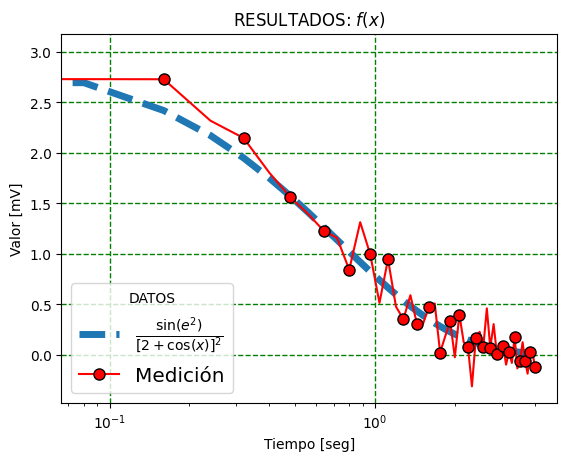 RESULTADOS: f(x)
Valor [mV]
3.0
2.5
2.0
1.5
1.0
0.5
0.0
DATOS
sin(e²)
[2 + cos(x)]²
Medición
10⁻¹ 10⁰
Tiempo [seg]